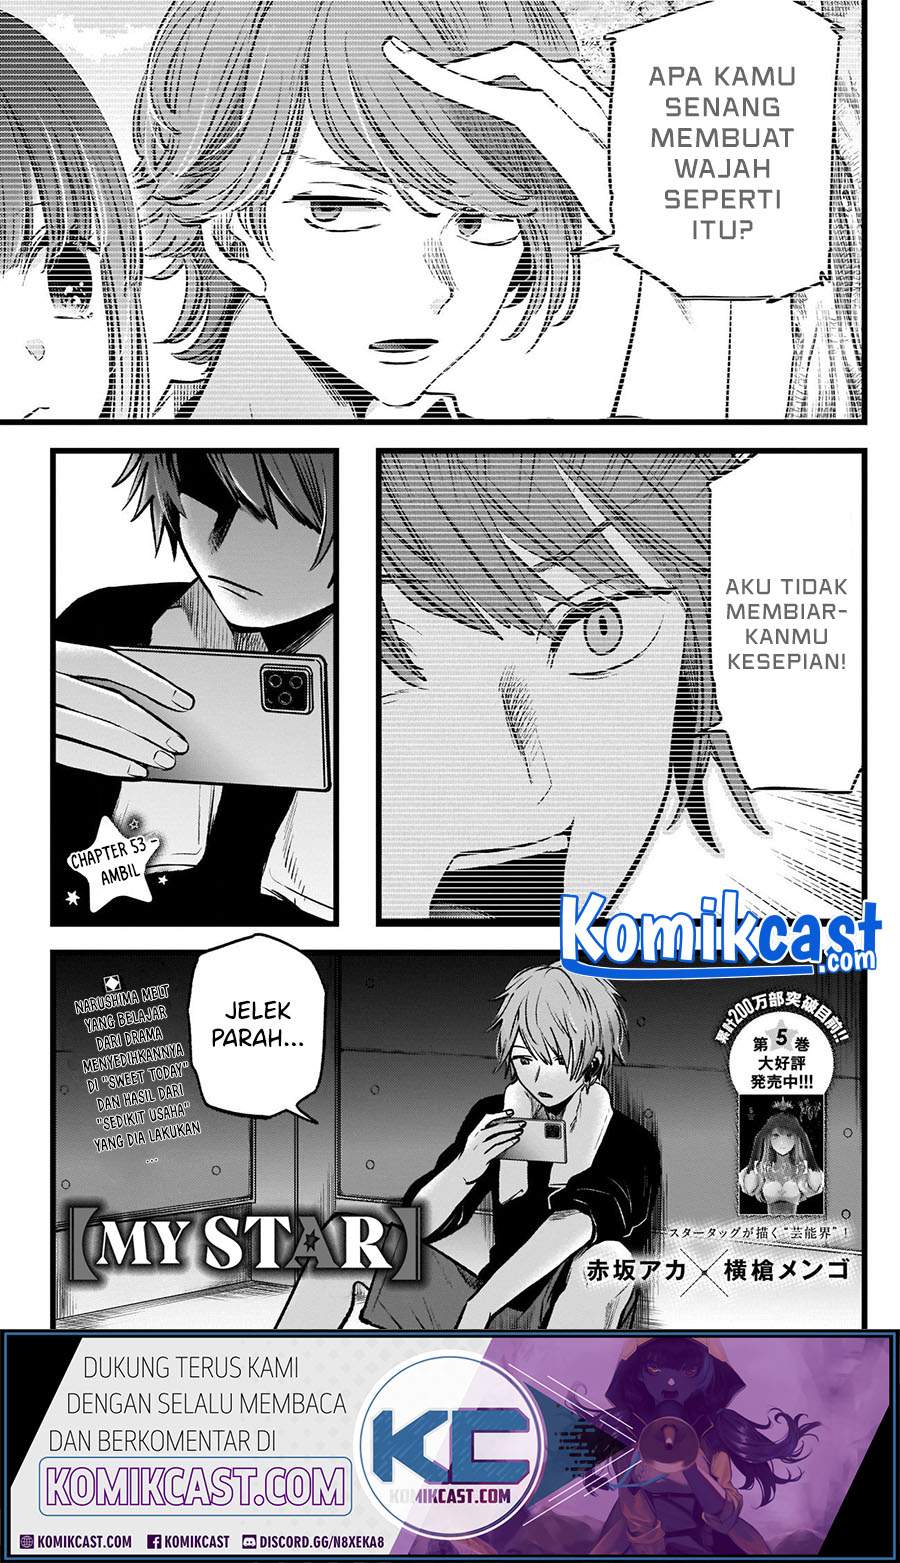 APA KAMU
SENANG
MEMBUAT
WAJAH
SEPERTI
ITU?
AKU TIDAK
MEMBIAR-
KANMU
KESEPIAN!
CHAPTER 53 -
AMBIL
Komikcast
.com
NARUSHIMA MELT
YANG BELAJAR
DARI DRAMA
MENYEDIHKANNYA
DI "SWEET TODAY"
DAN HASIL DARI
"SEDIKIT USAHA"
YANG DIA LAKUKAN
...
JELEK
PARAH...
累計200万部突破目前!!
第5巻
大好評
発売中!!!
【MY STAR】
スタータッグが描く“芸能界”!
赤坂アカ×横槍メンゴ
DUKUNG TERUS KAMI
DENGAN SELALU MEMBACA
DAN BERKOMENTAR DI
KOMIKCAST.COM
KC
KOMIKCAST.COM
KOMIKCAST.COM KOMIKCASTCOM DISCORD.GG/N8XEKA8